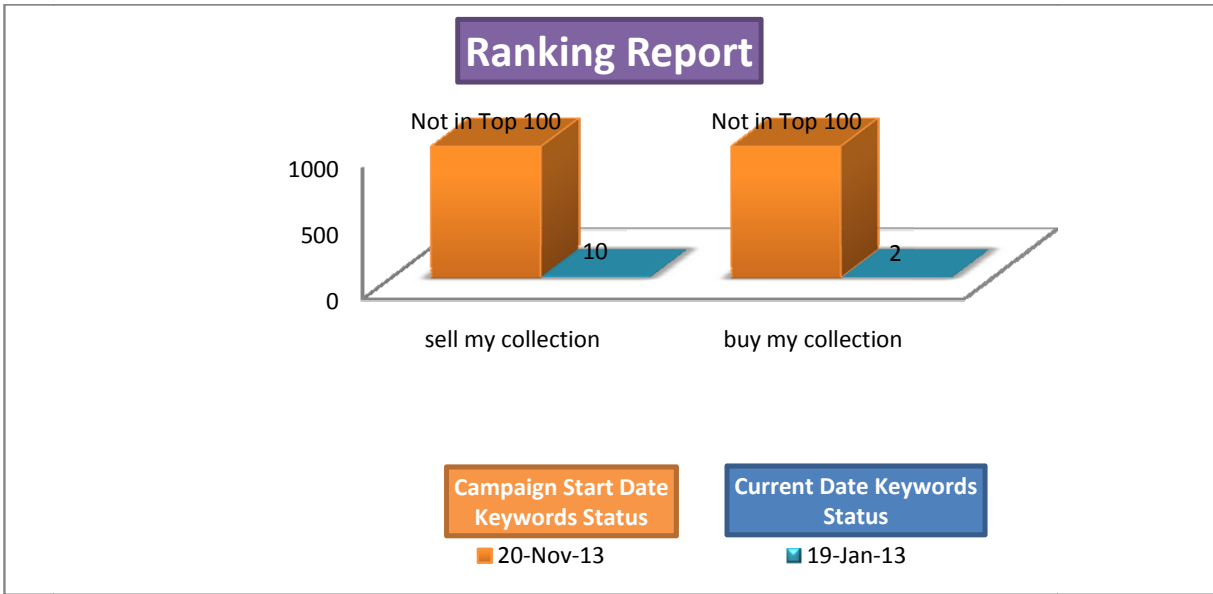 Ranking Report
Not in Top 100 Not in Top 100
1000
500
0
10 2
sell my collection buy my collection
Campaign Start Date
Keywords Status
Current Date Keywords
Status
20-Nov-13 19-Jan-13